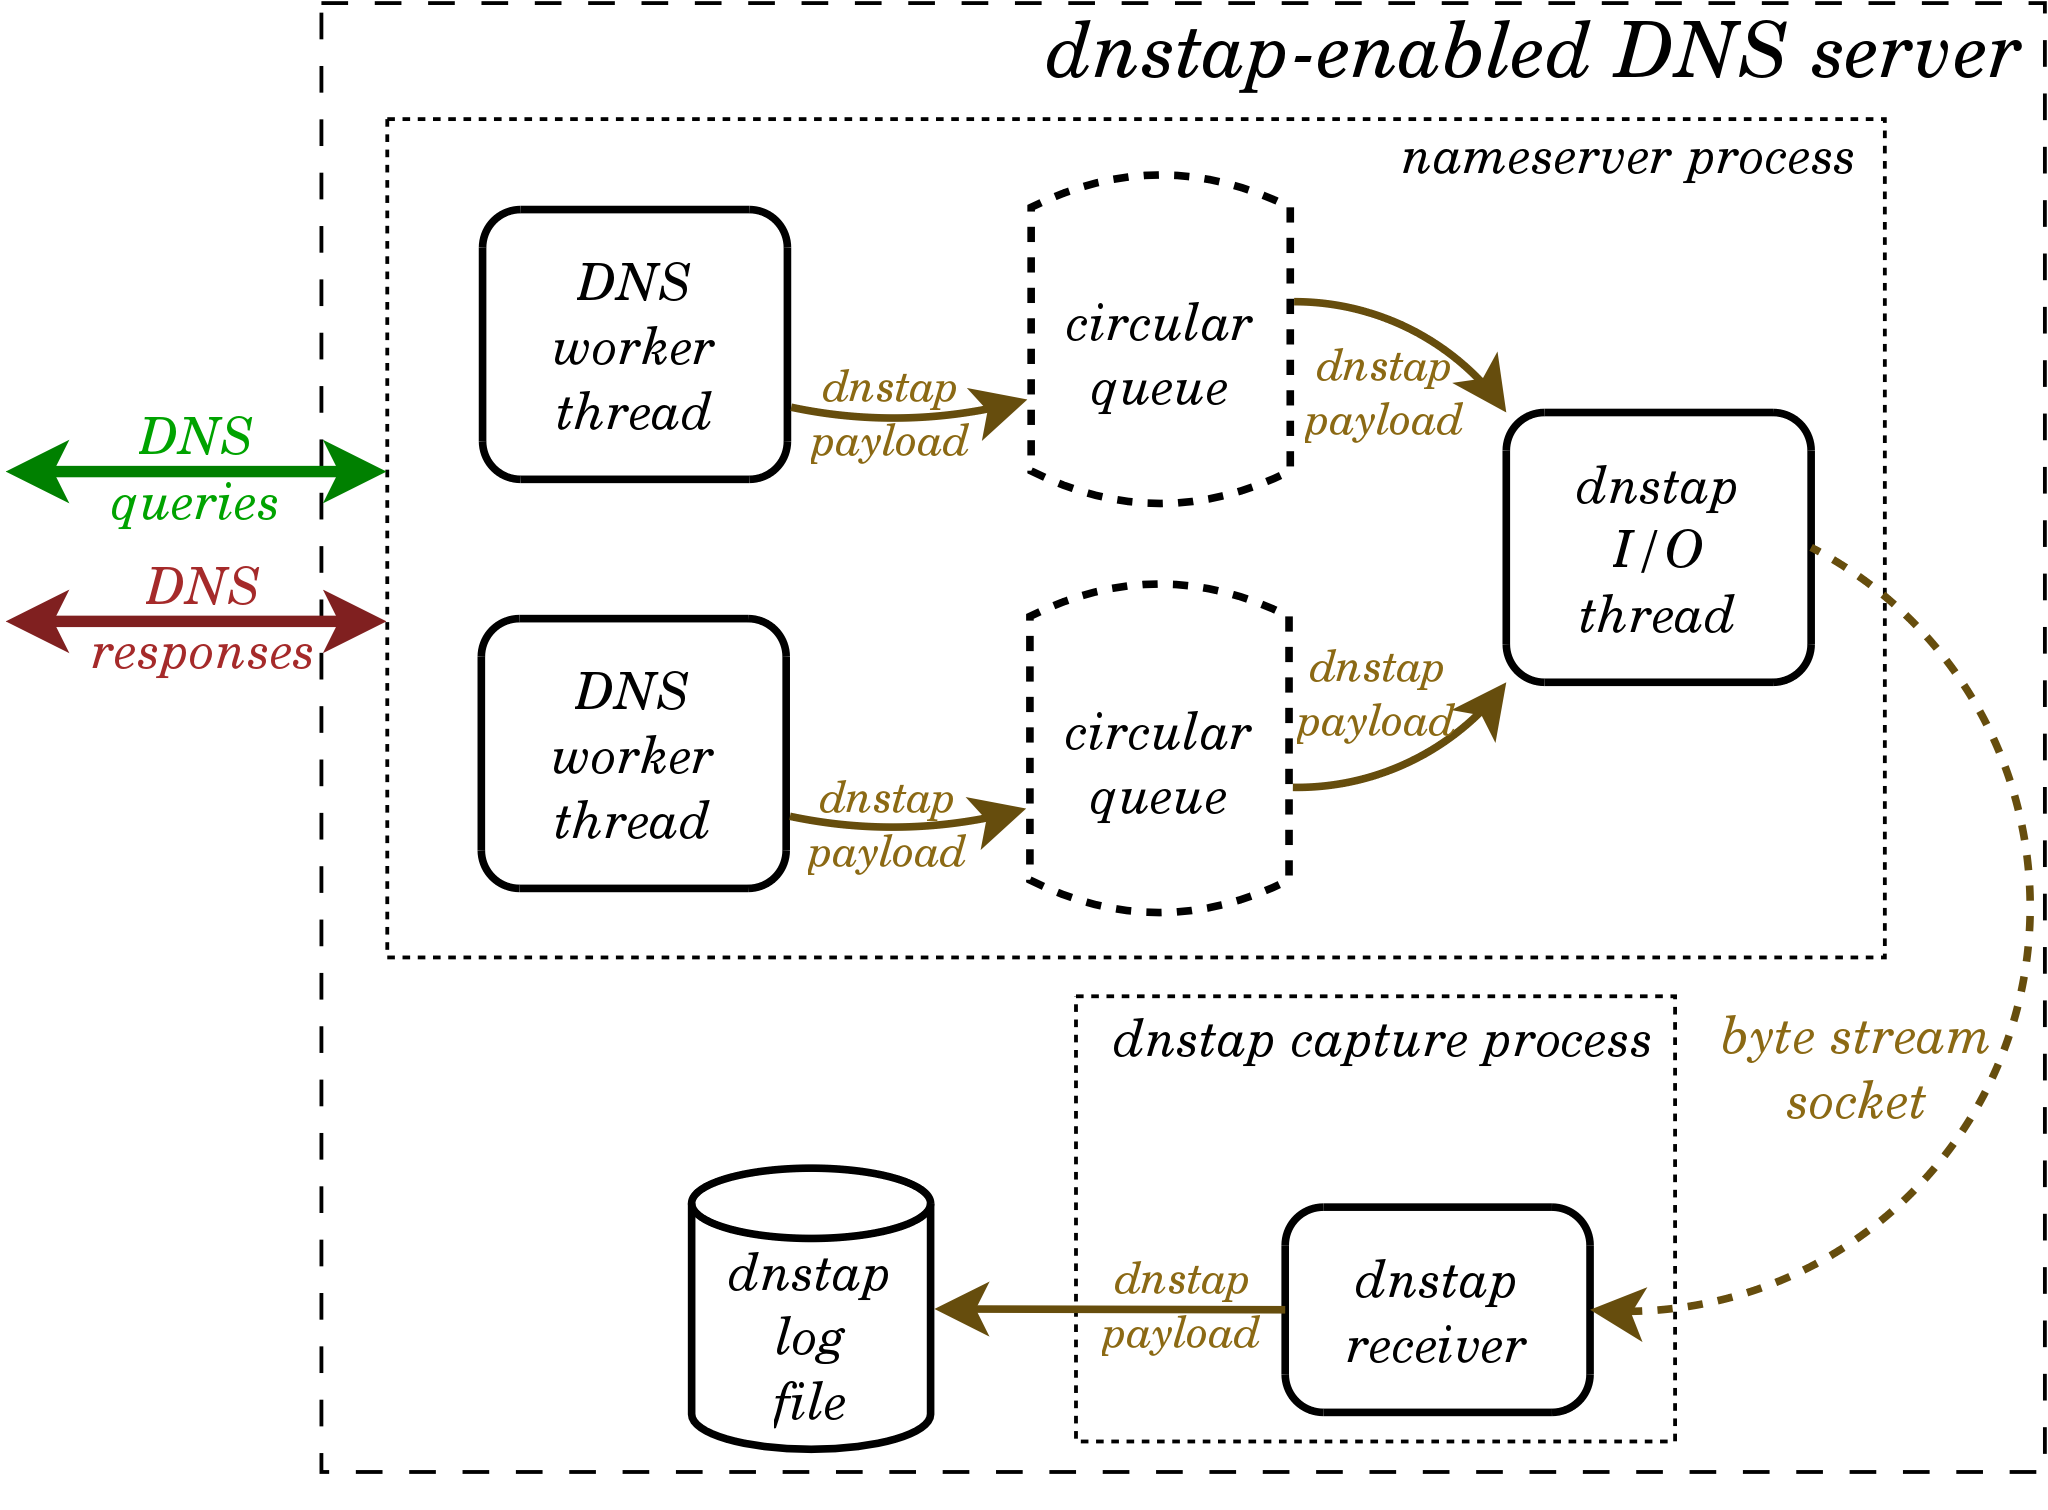 dnstap-enabled DNS server
nameserver process
DNS
worker
thread
dnstap
payload
circular
queue
dnstap
payload
dnstap
I/O
thread
DNS
queries
DNS
responses
DNS
worker
thread
dnstap
payload
circular
queue
dnstap
payload
byte stream
socket
dnstap capture process
dnstap
receiver
dnstap
payload
dnstap
log
file